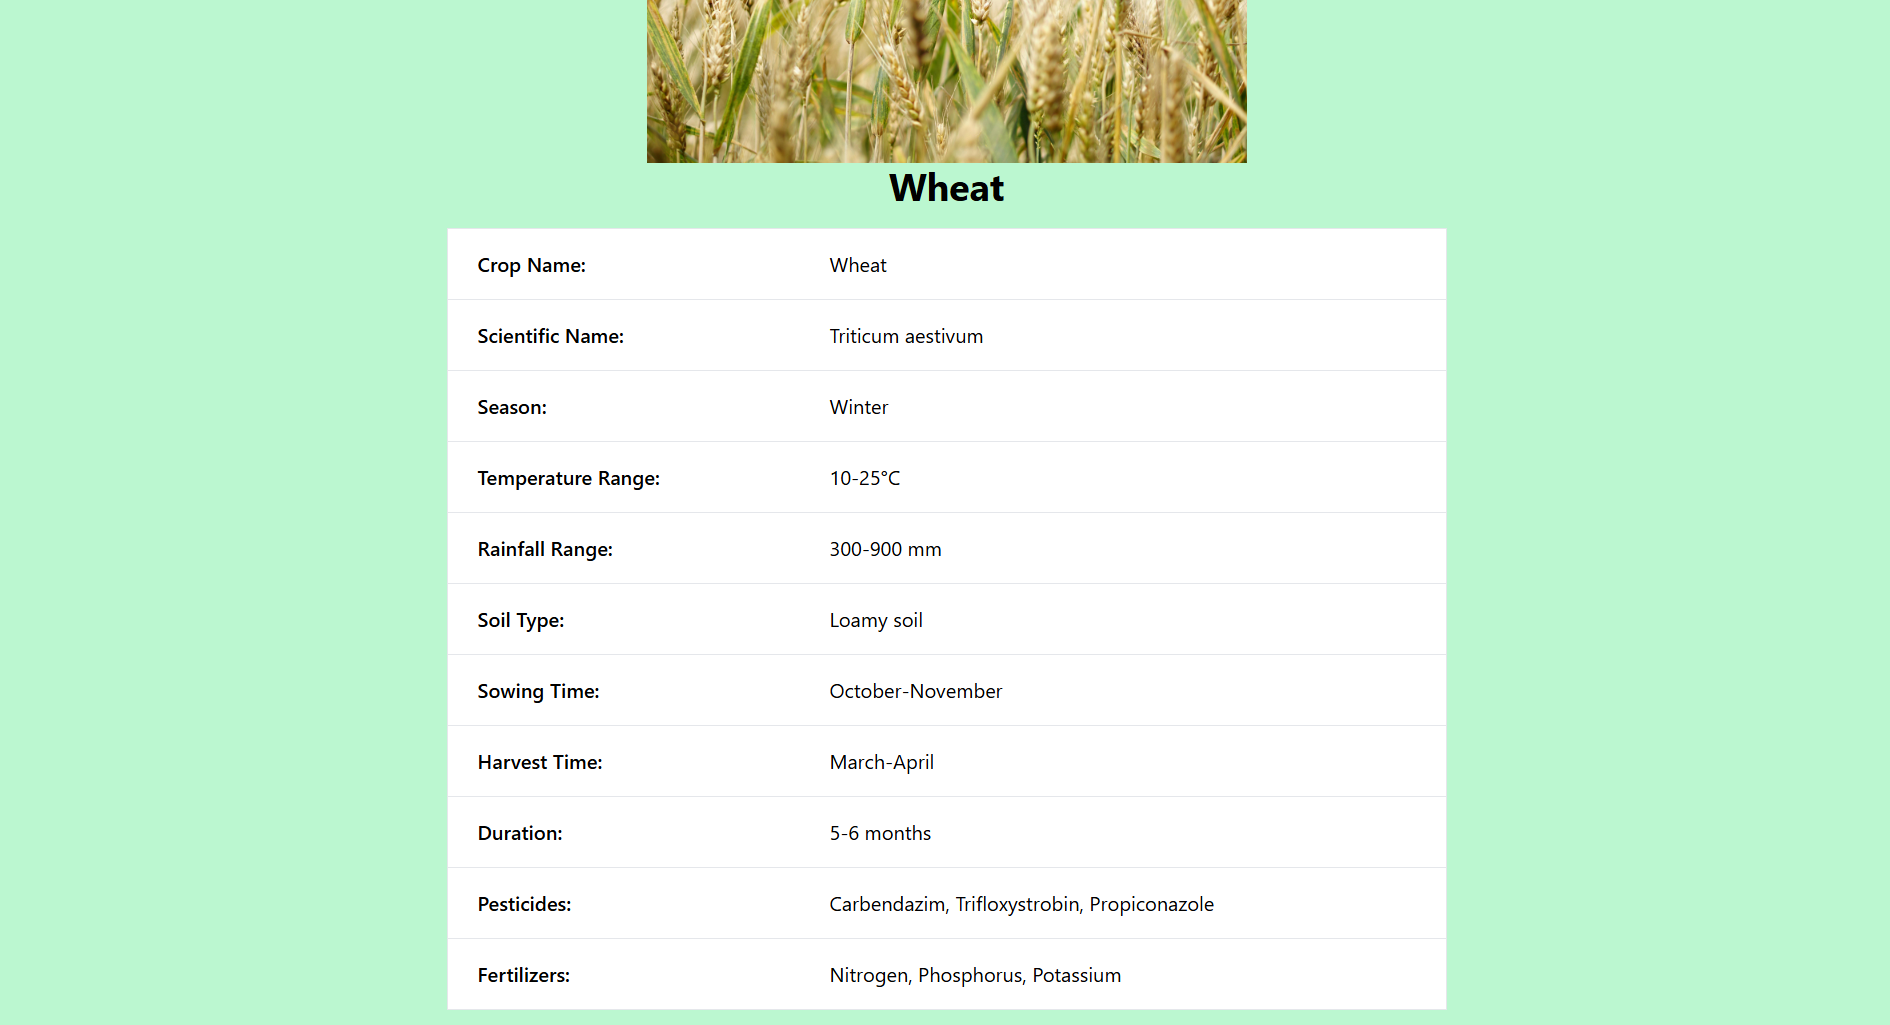 Wheat
Crop Name: Wheat
Scientific Name: Triticum aestivum
Season: Winter
Temperature Range: 10-25°C
Rainfall Range: 300-900 mm
Soil Type: Loamy soil
Sowing Time: October-November
Harvest Time: March-April
Duration: 5-6 months
Pesticides: Carbendazim, Trifloxystrobin, Propiconazole
Fertilizers: Nitrogen, Phosphorus, Potassium